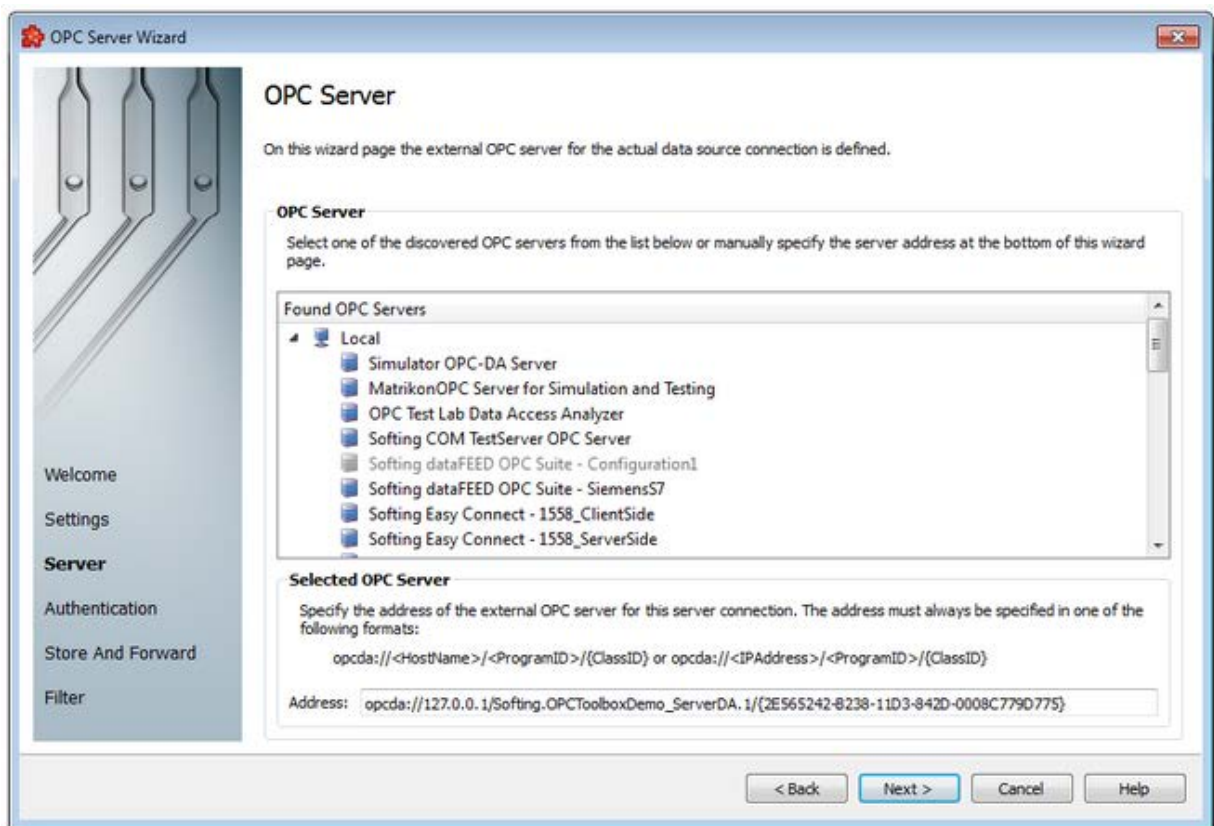 OPC Server Wizard
OPC Server
On this wizard page the external OPC server for the actual data source connection is defined.
OPC Server
Select one of the discovered OPC servers from the list below or manually specify the server address at the bottom of this wizard
page.
Found OPC Servers
Local
Simulator OPC-DA Server
MatrikonOPC Server for Simulation and Testing
OPC Test Lab Data Access Analyzer
Softing COM TestServer OPC Server
Softing dataFEED OPC Suite - Configuration1
Softing dataFEED OPC Suite - SiemensS7
Softing Easy Connect - 1558_ClientSide
Softing Easy Connect - 1558_ServerSide
Welcome
Settings
Server
Authentication
Store And Forward
Filter
Selected OPC Server
Specify the address of the external OPC server for this server connection. The address must always be specified in one of the
following formats:
opcda://<HostName>/<ProgramID>/{ClassID} or opcda://<IPAddress>/<ProgramID>/{ClassID}
Address: opcda://127.0.0.1/Softing.OPCToolboxDemo_ServerDA.1/{2E565242-B238-11D3-842D-0008C779D775}
< Back Next > Cancel Help